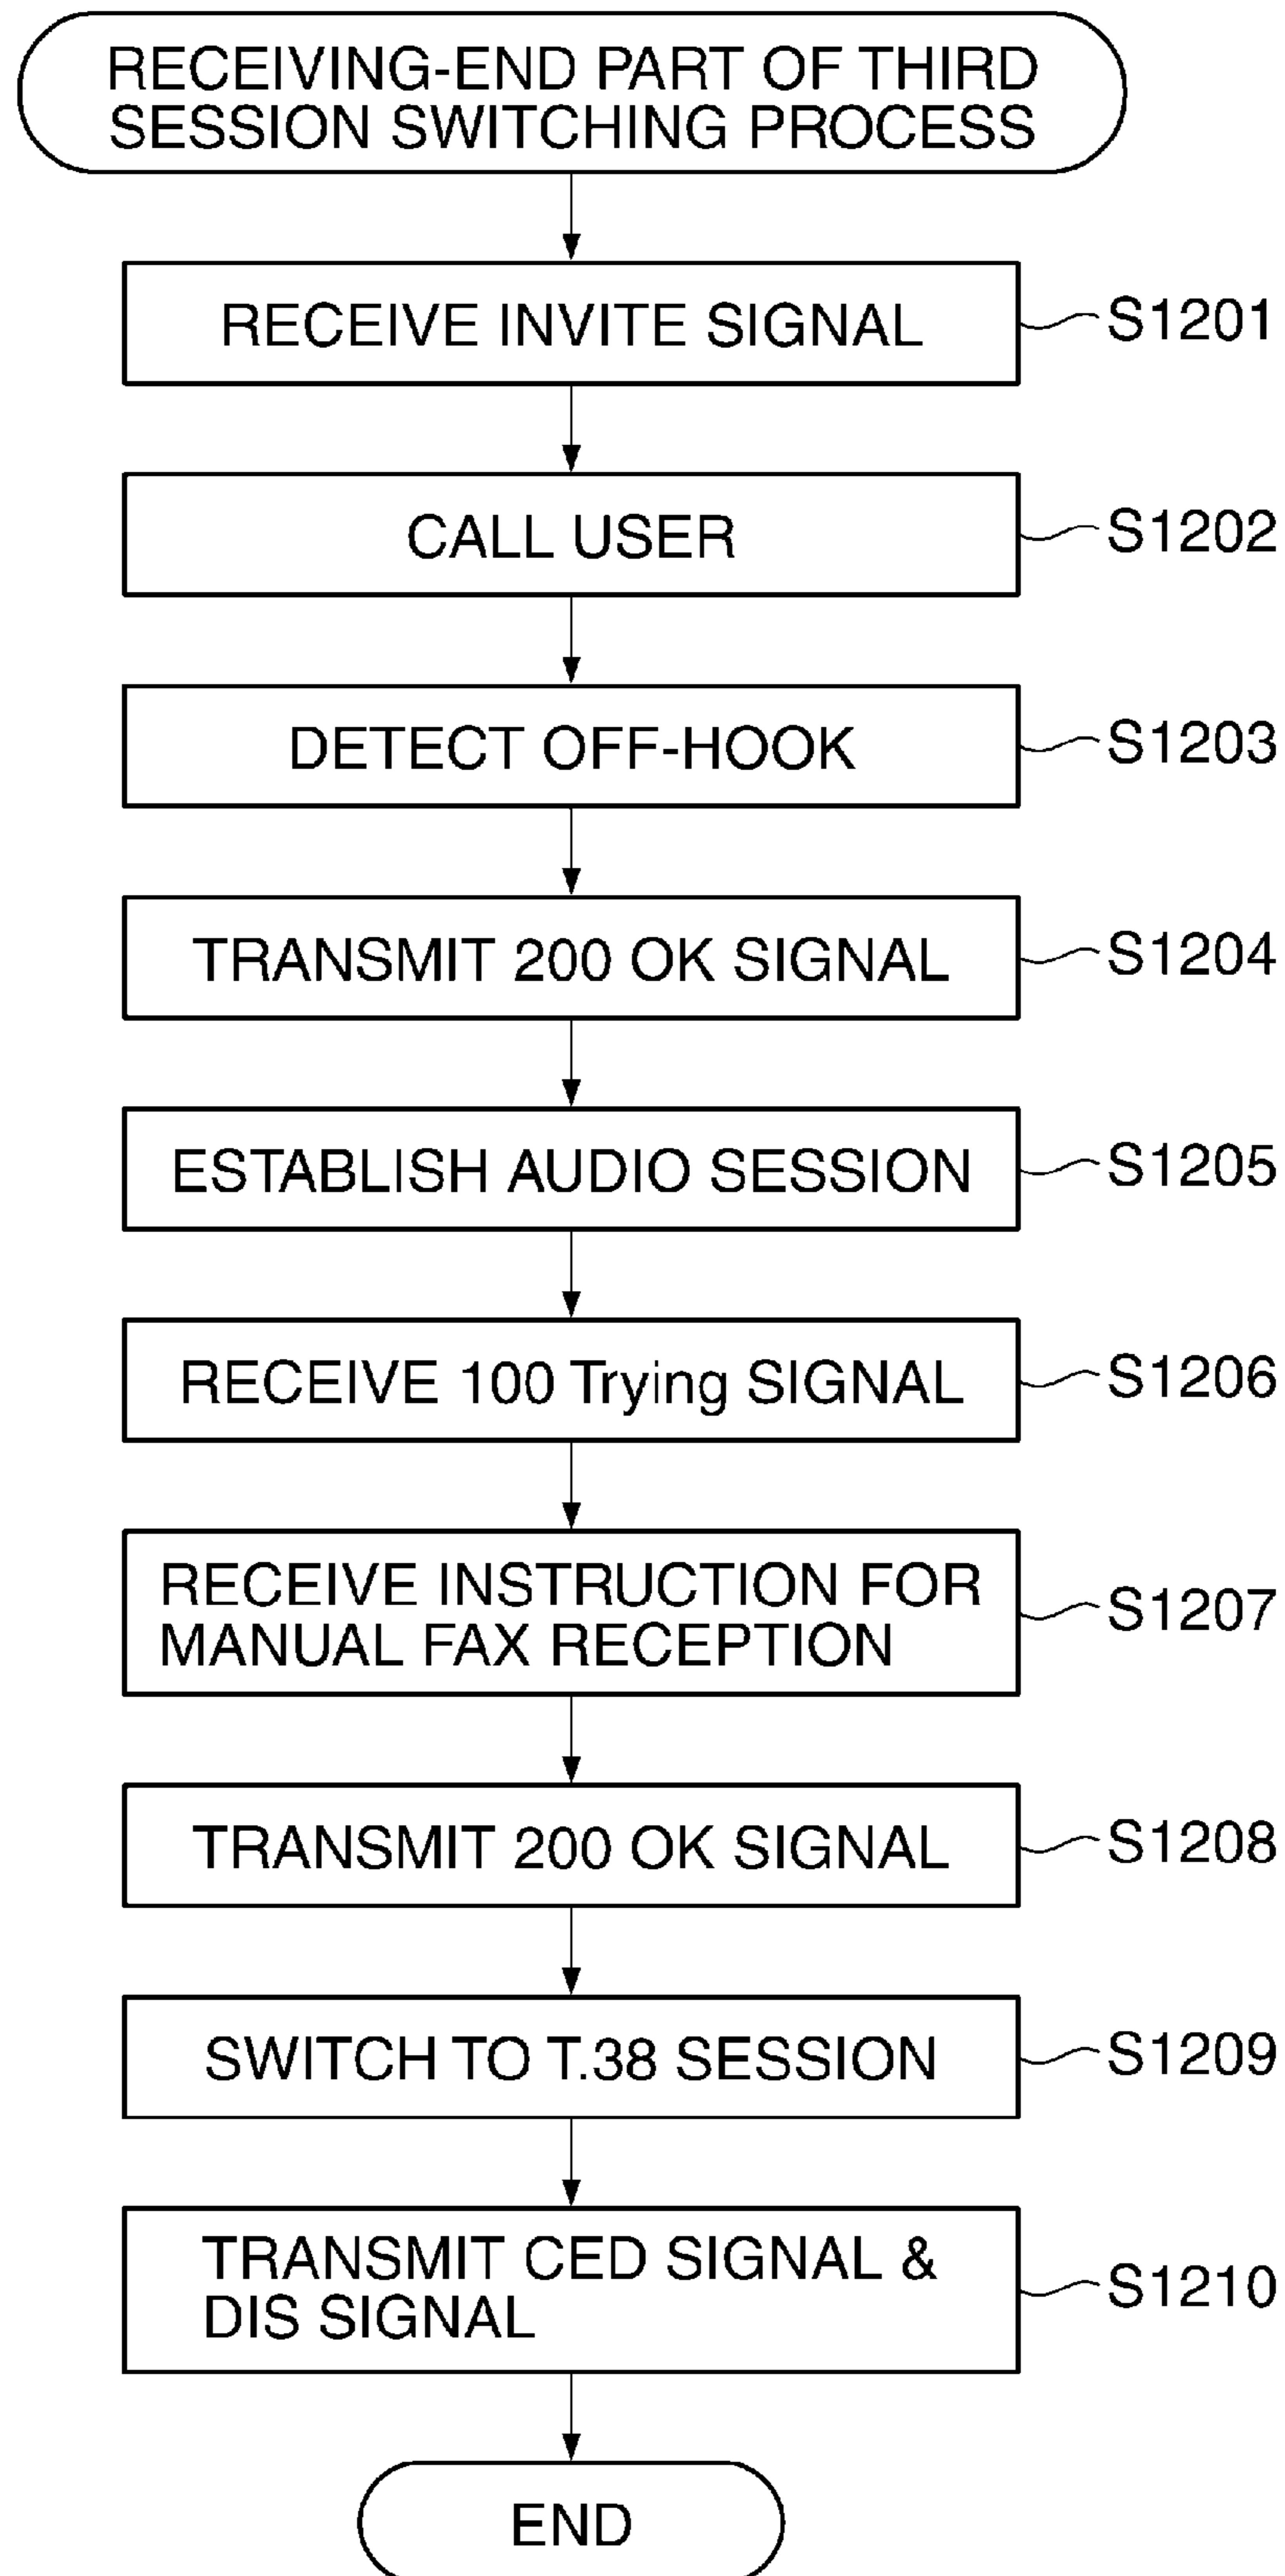 RECEIVING-END PART OF THIRD
SESSION SWITCHING PROCESS
RECEIVE INVITE SIGNAL
S1201
CALL USER
S1202
DETECT OFF-HOOK
S1203
TRANSMIT 200 OK SIGNAL
S1204
ESTABLISH AUDIO SESSION
S1205
RECEIVE 100 Trying SIGNAL
S1206
RECEIVE INSTRUCTION FOR
MANUAL FAX RECEPTION
S1207
TRANSMIT 200 OK SIGNAL
S1208
SWITCH TO T.38 SESSION
S1209
TRANSMIT CED SIGNAL &
DIS SIGNAL
S1210
END